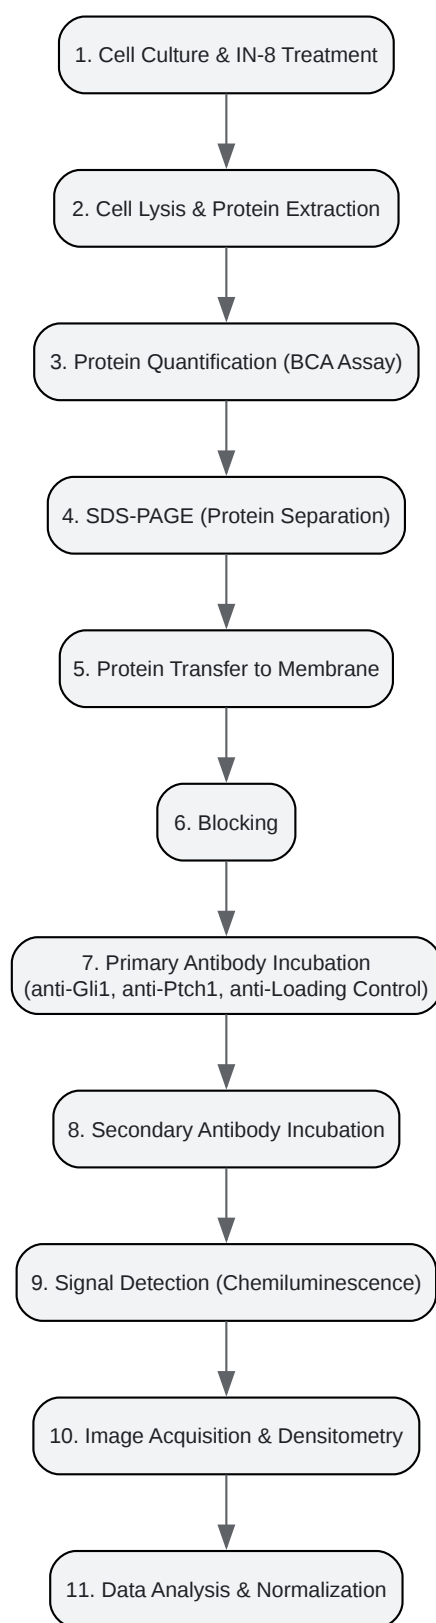 1. Cell Culture & IN-8 Treatment
2. Cell Lysis & Protein Extraction
3. Protein Quantification (BCA Assay)
4. SDS-PAGE (Protein Separation)
5. Protein Transfer to Membrane
6. Blocking
7. Primary Antibody Incubation
(anti-Gli1, anti-Ptch1, anti-Loading Control)
8. Secondary Antibody Incubation
9. Signal Detection (Chemiluminescence)
10. Image Acquisition & Densitometry
11. Data Analysis & Normalization